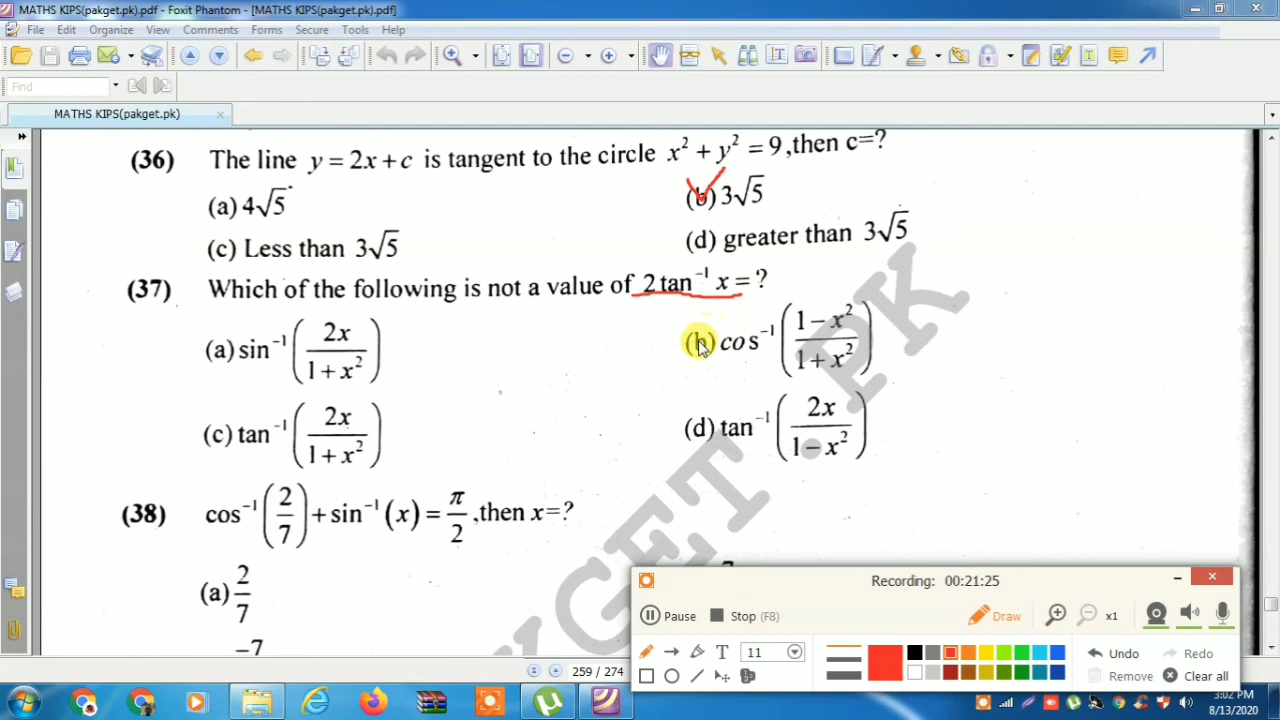 MATHS KIPS(pakget.pk).pdf - Foxit Phantom - [MATHS KIPS(pakget.pk).pdf]
File Edit Organize View Comments Forms Secure Tools Help
Find
MATHS KIPS(pakget.pk)
(36) The line y = 2x + c is tangent to the circle x² + y² = 9, then c=?
(a) 4√5 (b) 3√5
(c) Less than 3√5 (d) greater than 3√5
(37) Which of the following is not a value of 2 tan⁻¹ x = ?
(a) sin⁻¹ (2x / 1 + x²) (b) cos⁻¹ (1 − x² / 1 + x²)
(c) tan⁻¹ (2x / 1 + x²) (d) tan⁻¹ (2x / 1 − x²)
(38) cos⁻¹ (2/7) + sin⁻¹ (x) = π/2 , then x=?
(a) 2/7
−7
KGET.PK
Recording: 00:21:25
Pause Stop (F8) Draw x1
T 11 Undo Redo
Remove Clear all
259 / 274
3:02 PM
8/13/2020